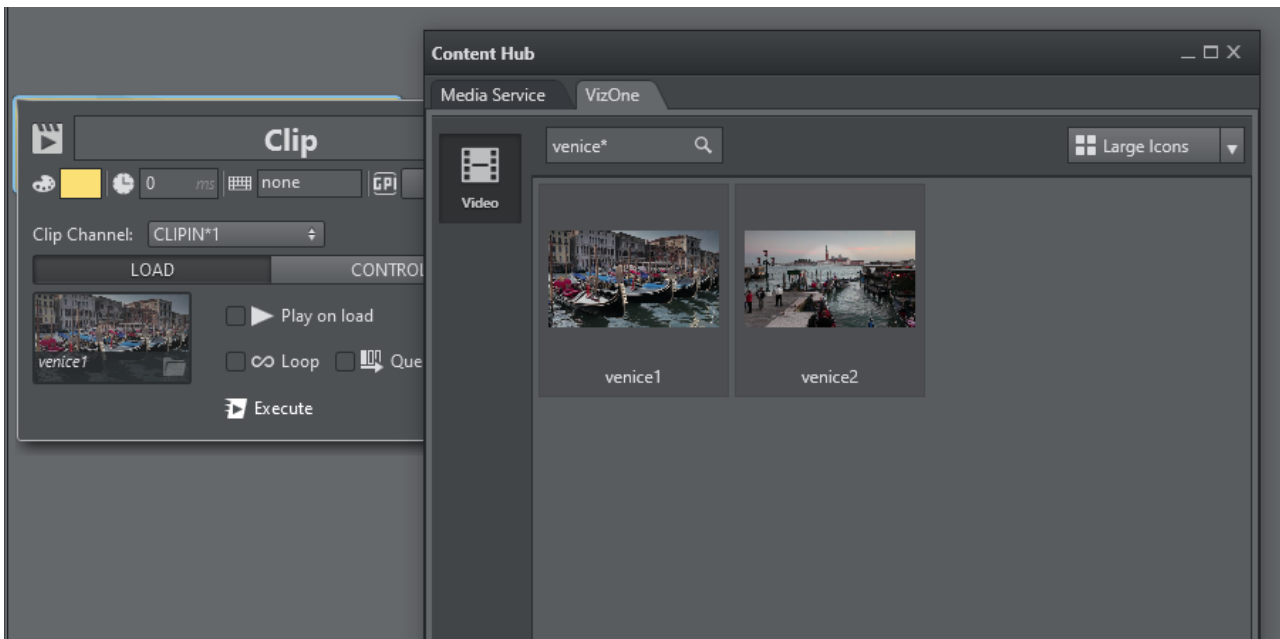 Content Hub
Media Service
VizOne
Clip
0 ms
none
GPI
venice*
Large Icons
Video
Clip Channel: CLIPIN*1
LOAD
CONTROL
Play on load
venice1
Loop
Que
Execute
venice1
venice2